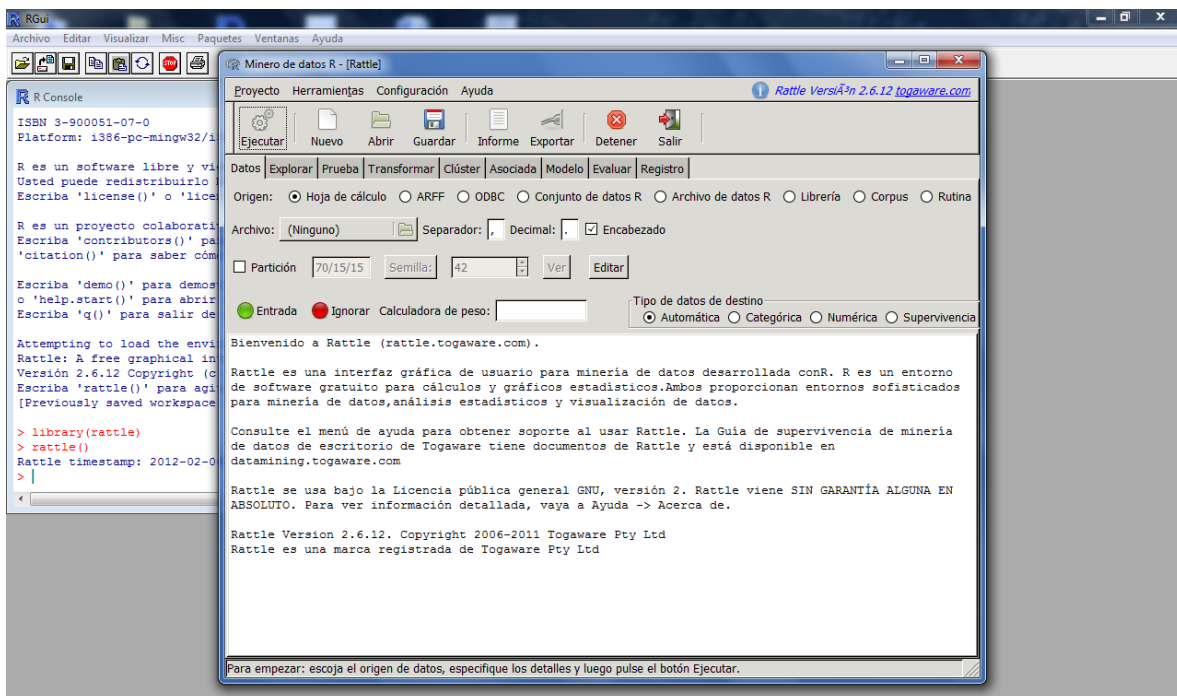 RGui
Archivo Editar Visualizar Misc Paquetes Ventanas Ayuda
STOP
R Console
ISBN 3-900051-07-0
Platform: i386-pc-mingw32/i
R es un software libre y vi
Usted puede redistribuirlo
Escriba 'license()' o 'lice
R es un proyecto colaborati
Escriba 'contributors()' pa
'citation()' para saber cóm
Escriba 'demo()' para demos
o 'help.start()' para abrir
Escriba 'q()' para salir de
Attempting to load the envi
Rattle: A free graphical in
Versión 2.6.12 Copyright (c
Escriba 'rattle()' para agi
[Previously saved workspace
> library(rattle)
> rattle()
Rattle timestamp: 2012-02-0
>
Minero de datos R - [Rattle]
Proyecto Herramientas Configuración Ayuda
Rattle VersiÃ³n 2.6.12 togaware.com
Ejecutar Nuevo Abrir Guardar Informe Exportar Detener Salir
Datos Explorar Prueba Transformar Clúster Asociada Modelo Evaluar Registro
Origen: Hoja de cálculo ARFF ODBC Conjunto de datos R Archivo de datos R Librería Corpus Rutina
Archivo: (Ninguno) Separador: , Decimal: . Encabezado
Partición 70/15/15 Semilla: 42 Ver Editar
Entrada Ignorar Calculadora de peso:
Tipo de datos de destino
Automática Categórica Numérica Supervivencia
Bienvenido a Rattle (rattle.togaware.com).
Rattle es una interfaz gráfica de usuario para minería de datos desarrollada conR. R es un entorno
de software gratuito para cálculos y gráficos estadísticos.Ambos proporcionan entornos sofisticados
para minería de datos,análisis estadísticos y visualización de datos.
Consulte el menú de ayuda para obtener soporte al usar Rattle. La Guía de supervivencia de minería
de datos de escritorio de Togaware tiene documentos de Rattle y está disponible en
datamining.togaware.com
Rattle se usa bajo la Licencia pública general GNU, versión 2. Rattle viene SIN GARANTÍA ALGUNA EN
ABSOLUTO. Para ver información detallada, vaya a Ayuda -> Acerca de.
Rattle Version 2.6.12. Copyright 2006-2011 Togaware Pty Ltd
Rattle es una marca registrada de Togaware Pty Ltd
Para empezar: escoja el origen de datos, especifique los detalles y luego pulse el botón Ejecutar.